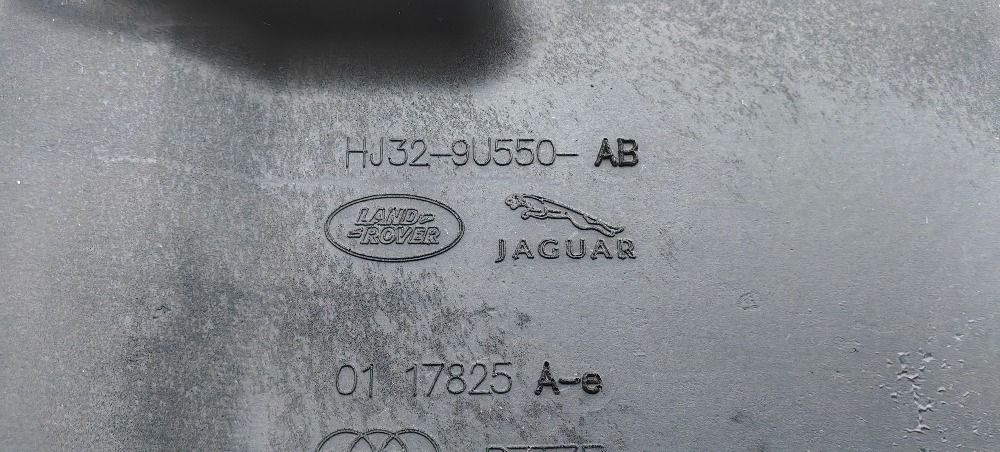 HJ32-9U550- AB
LAND ROVER
JAGUAR
01 17825 A-e